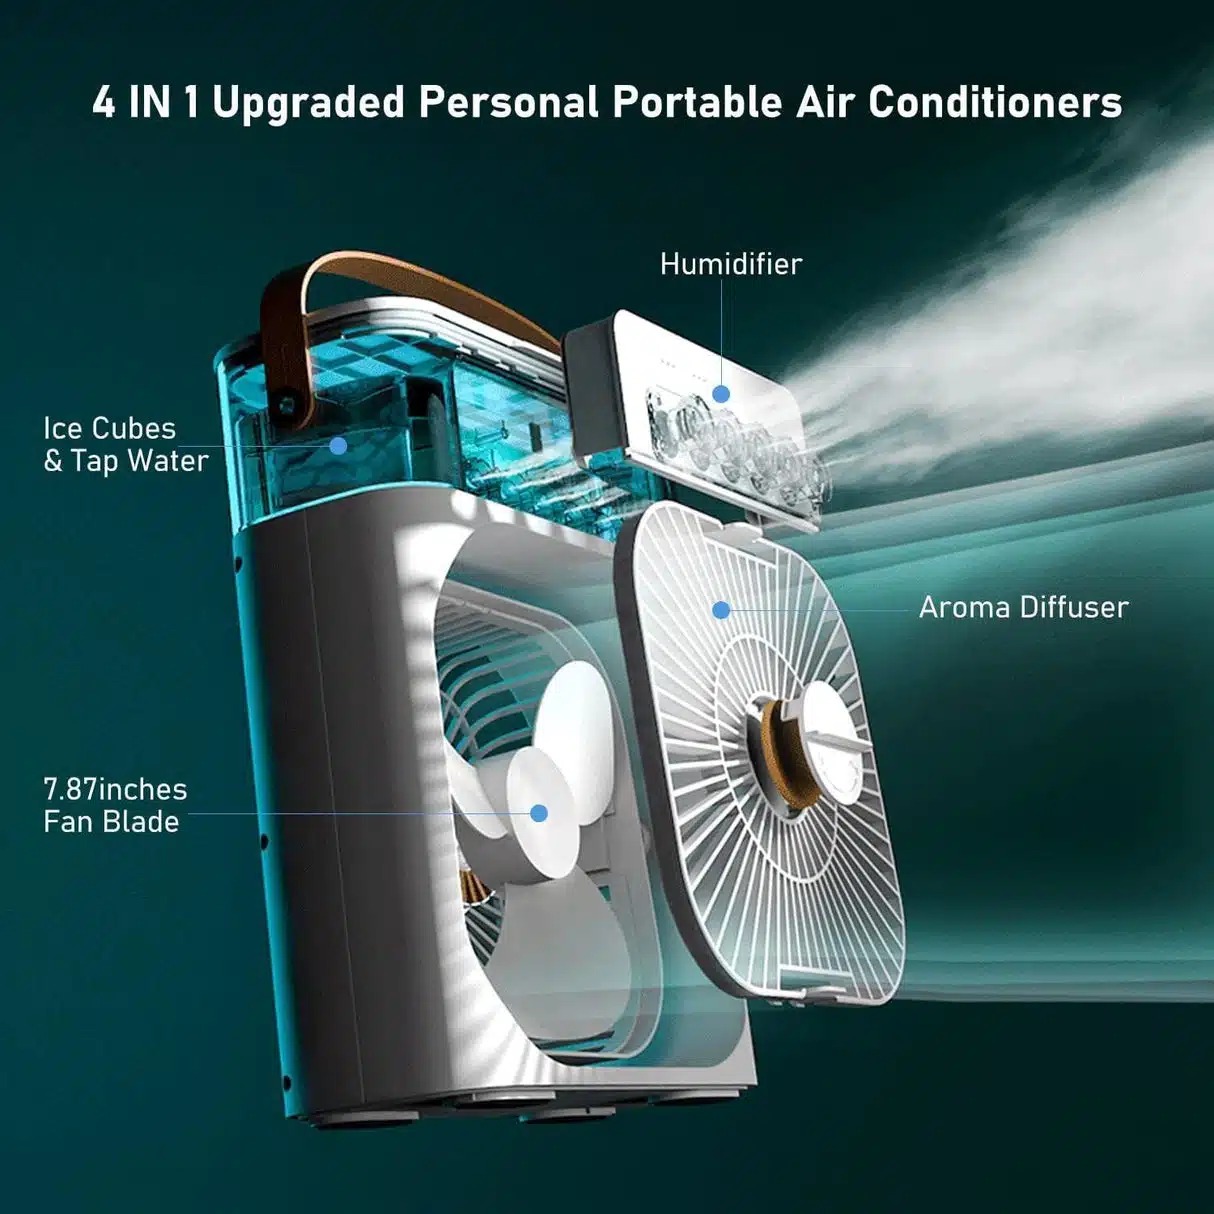 4 IN 1 Upgraded Personal Portable Air Conditioners
Humidifier
Ice Cubes
& Tap Water
Aroma Diffuser
7.87inches
Fan Blade